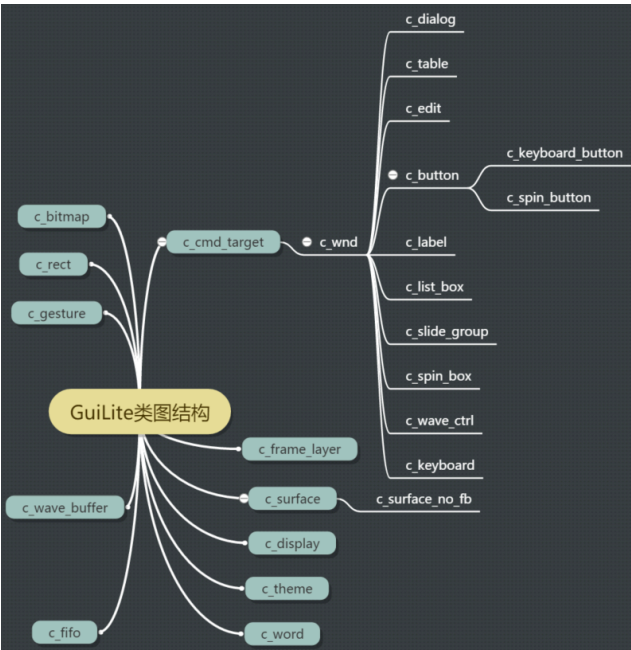 c_dialog
c_table
c_edit
c_button
c_keyboard_button
c_spin_button
c_label
c_list_box
c_slide_group
c_spin_box
c_wave_ctrl
c_keyboard
c_wnd
c_cmd_target
c_bitmap
c_rect
c_gesture
GuiLite类图结构
c_frame_layer
c_surface
c_surface_no_fb
c_display
c_theme
c_word
c_wave_buffer
c_fifo